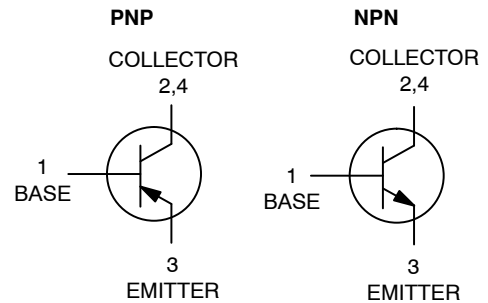 PNP
COLLECTOR
2,4
1
BASE
3
EMITTER
NPN
COLLECTOR
2,4
1
BASE
3
EMITTER